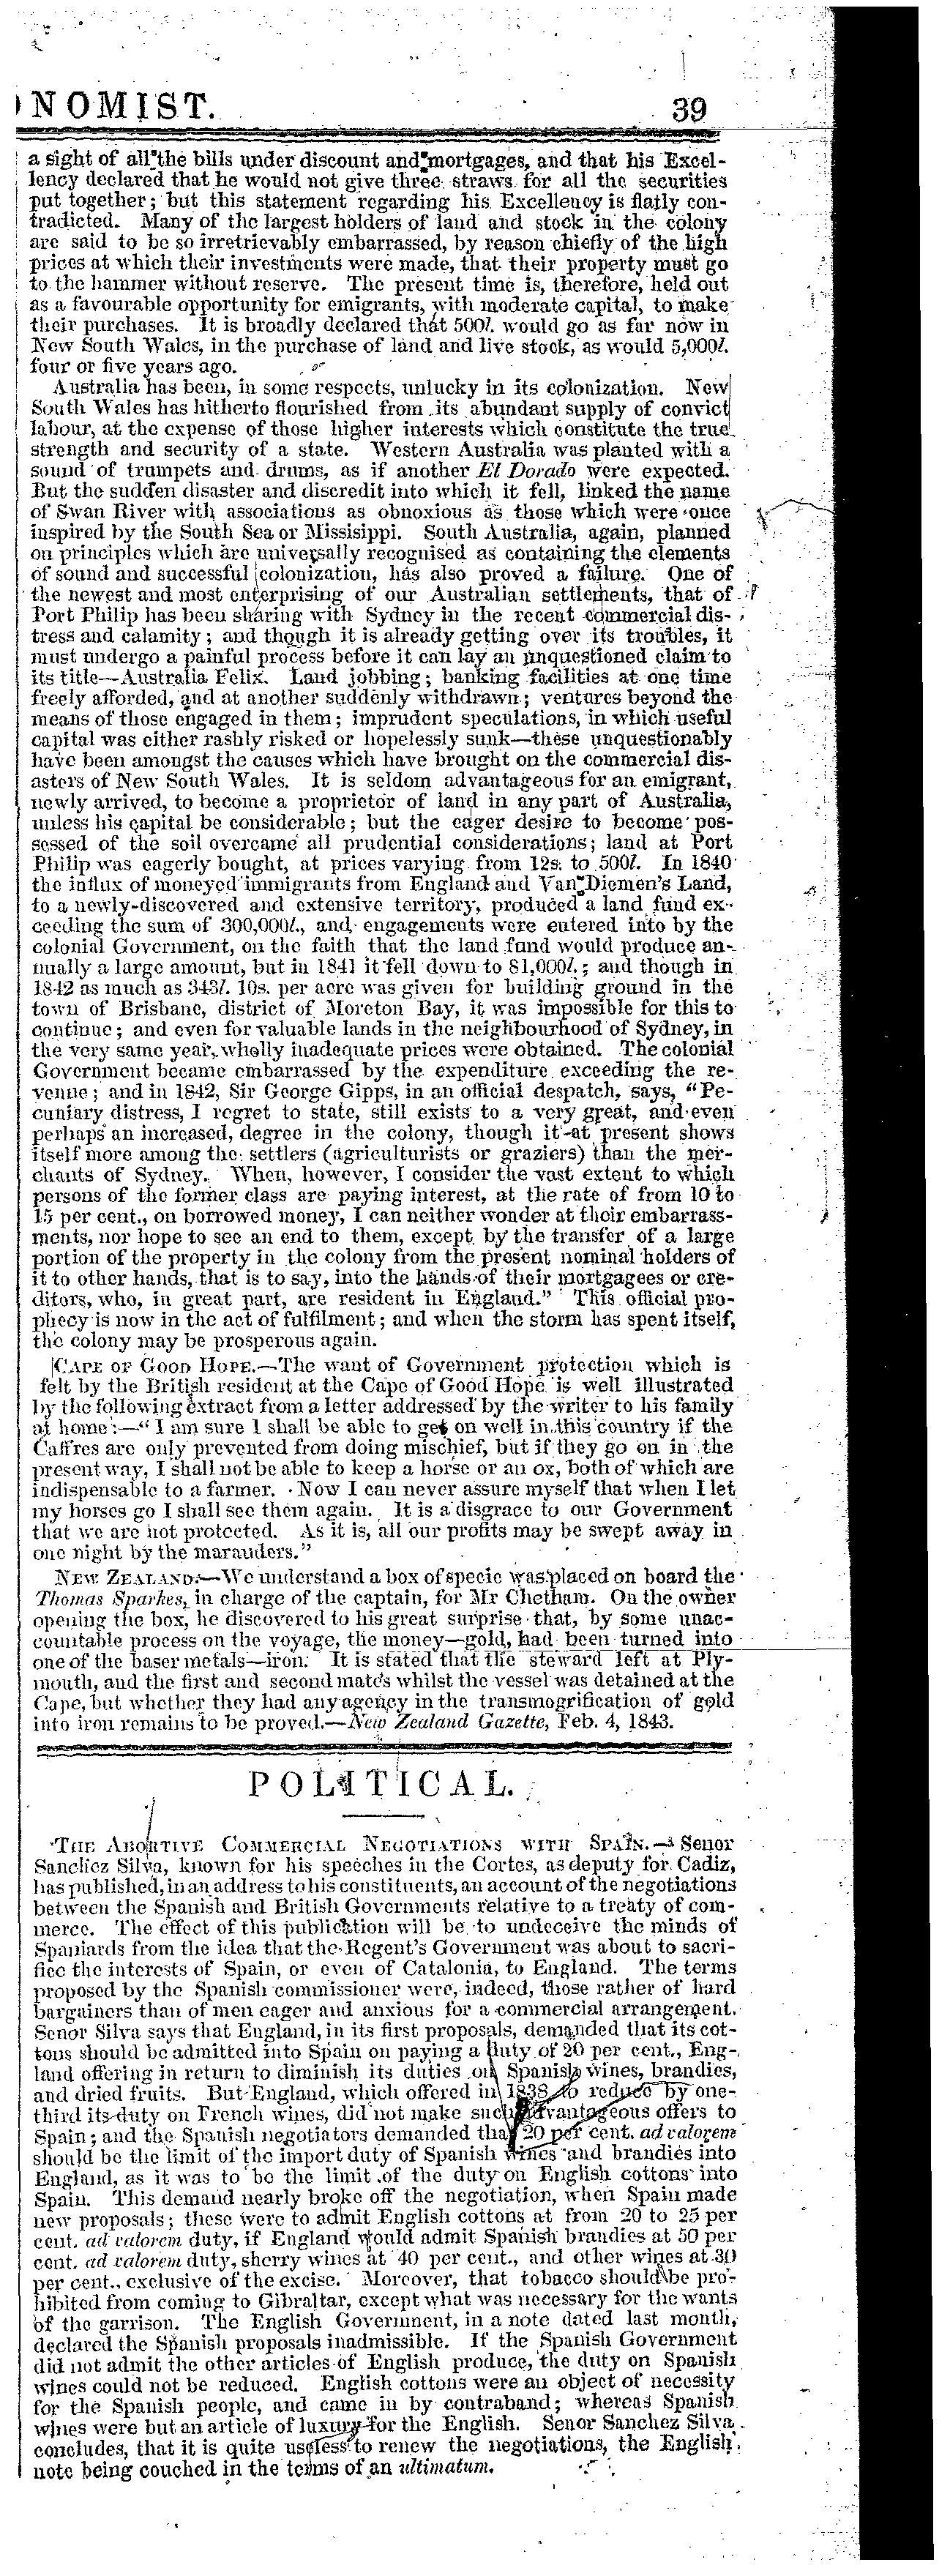 NOMIST. 39
a sight of all the bills under discount and mortgages, and that his Excel-
lency declared that he would not give three straws for all the securities
put together; but this statement regarding his Excellency is flatly con-
tradicted. Many of the largest holders of land and stock in the colony
are said to be so irretrievably embarrassed, by reason chiefly of the high
prices at which their investments were made, that their property must go
to the hammer without reserve. The present time is, therefore, held out
as a favourable opportunity for emigrants, with moderate capital, to make
their purchases. It is broadly declared that 500l. would go as far now in
New South Wales, in the purchase of land and live stock, as would 5,000l.
four or five years ago.
Australia has been, in some respects, unlucky in its colonization. New
South Wales has hitherto flourished from its abundant supply of convict
labour, at the expense of those higher interests which constitute the true
strength and security of a state. Western Australia was planted with a
sound of trumpets and drums, as if another El Dorado were expected.
But the sudden disaster and discredit into which it fell, linked the name
of Swan River with associations as obnoxious as those which were once
inspired by the South Sea or Missisippi. South Australia, again, planned
on principles which are universally recognised as containing the elements
of sound and successful colonization, has also proved a failure. One of
the newest and most enterprising of our Australian settlements, that of
Port Philip has been sharing with Sydney in the recent commercial dis-
tress and calamity; and though it is already getting over its troubles, it
must undergo a painful process before it can lay an unquestioned claim to
its title—Australia Felix. Land jobbing; banking facilities at one time
freely afforded, and at another suddenly withdrawn; ventures beyond the
means of those engaged in them; imprudent speculations, in which useful
capital was either rashly risked or hopelessly sunk—these unquestionably
have been amongst the causes which have brought on the commercial dis-
asters of New South Wales. It is seldom advantageous for an emigrant,
newly arrived, to become a proprietor of land in any part of Australia,
unless his capital be considerable; but the eager desire to become pos-
sessed of the soil overcame all prudential considerations; land at Port
Philip was eagerly bought, at prices varying from 12s. to 500l. In 1840
the influx of moneyed immigrants from England and Van Diemen's Land,
to a newly-discovered and extensive territory, produced a land fund ex-
ceeding the sum of 300,000l., and engagements were entered into by the
colonial Government, on the faith that the land fund would produce an-
nually a large amount, but in 1841 it fell down to 81,000l.; and though in
1842 as much as 343l. 10s. per acre was given for building ground in the
town of Brisbane, district of Moreton Bay, it was impossible for this to
continue; and even for valuable lands in the neighbourhood of Sydney, in
the very same year, wholly inadequate prices were obtained. The colonial
Government became embarrassed by the expenditure exceeding the re-
venue; and in 1842, Sir George Gipps, in an official despatch, says, "Pe-
cuniary distress, I regret to state, still exists to a very great, and even
perhaps an increased, degree in the colony, though it at present shows
itself more among the settlers (agriculturists or graziers) than the mer-
chants of Sydney. When, however, I consider the vast extent to which
persons of the former class are paying interest, at the rate of from 10 to
15 per cent., on borrowed money, I can neither wonder at their embarrass-
ments, nor hope to see an end to them, except by the transfer of a large
portion of the property in the colony from the present nominal holders of
it to other hands, that is to say, into the hands of their mortgagees or cre-
ditors, who, in great part, are resident in England." This official pro-
phecy is now in the act of fulfilment; and when the storm has spent itself,
the colony may be prosperous again.
CAPE OF GOOD HOPE.—The want of Government protection which is
felt by the British resident at the Cape of Good Hope is well illustrated
by the following extract from a letter addressed by the writer to his family
at home:—"I am sure I shall be able to get on well in this country if the
Caffres are only prevented from doing mischief, but if they go on in the
present way, I shall not be able to keep a horse or an ox, both of which are
indispensable to a farmer. Now I can never assure myself that when I let
my horses go I shall see them again. It is a disgrace to our Government
that we are not protected. As it is, all our profits may be swept away in
one night by the marauders."
NEW ZEALAND.—We understand a box of specie was placed on board the
Thomas Sparkes, in charge of the captain, for Mr Chetham. On the owner
opening the box, he discovered to his great surprise that, by some unac-
countable process on the voyage, the money—gold, had been turned into
one of the baser metals—iron. It is stated that the steward left at Ply-
mouth, and the first and second mates whilst the vessel was detained at the
Cape, but whether they had any agency in the transmogrification of gold
into iron remains to be proved.—New Zealand Gazette, Feb. 4, 1843.
POLITICAL.
THE ABORTIVE COMMERCIAL NEGOTIATIONS WITH SPAIN.—Senor
Sanchez Silva, known for his speeches in the Cortes, as deputy for Cadiz,
has published, in an address to his constituents, an account of the negotiations
between the Spanish and British Governments relative to a treaty of com-
merce. The effect of this publication will be to undeceive the minds of
Spaniards from the idea that the Regent's Government was about to sacri-
fice the interests of Spain, or even of Catalonia, to England. The terms
proposed by the Spanish commissioner were, indeed, those rather of hard
bargainers than of men eager and anxious for a commercial arrangement.
Senor Silva says that England, in its first proposals, demanded that its cot-
tons should be admitted into Spain on paying a duty of 20 per cent., Eng-
land offering in return to diminish its duties on Spanish wines, brandies,
and dried fruits. But England, which offered in 1838 to reduce by one-
third its duty on French wines, did not make such advantageous offers to
Spain; and the Spanish negotiators demanded that 20 per cent. ad valorem
should be the limit of the import duty of Spanish wines and brandies into
England, as it was to be the limit of the duty on English cottons into
Spain. This demand nearly broke off the negotiation, when Spain made
new proposals; these were to admit English cottons at from 20 to 25 per
cent. ad valorem duty, if England would admit Spanish brandies at 50 per
cent. ad valorem duty, sherry wines at 40 per cent., and other wines at 30
per cent., exclusive of the excise. Moreover, that tobacco should be pro-
hibited from coming to Gibraltar, except what was necessary for the wants
of the garrison. The English Government, in a note dated last month,
declared the Spanish proposals inadmissible. If the Spanish Government
did not admit the other articles of English produce, the duty on Spanish
wines could not be reduced. English cottons were an object of necessity
for the Spanish people, and came in by contraband; whereas Spanish
wines were but an article of luxury for the English. Senor Sanchez Silva
concludes, that it is quite useless to renew the negotiations, the English
note being couched in the terms of an ultimatum.